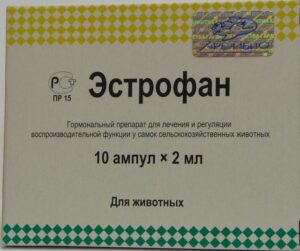 Эстрофан
РСТ
ПР 15
Гормональный препарат для лечения и регуляции
воспроизводительной функции у самок сельскохозяйственных животных
10 ампул × 2 мл
Для животных